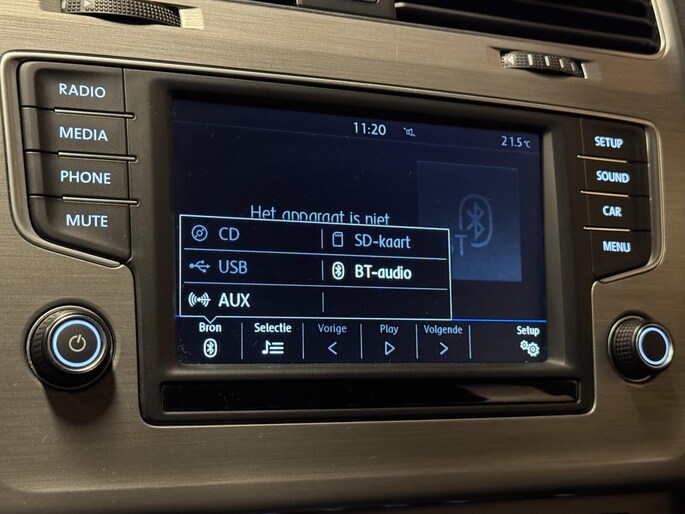 RADIO
MEDIA
PHONE
MUTE
11:20
21.5°C
Het apparaat is niet
CD
SD-kaart
USB
BT-audio
AUX
Bron
Selectie
Vorige
Play
Volgende
Setup
SETUP
SOUND
CAR
MENU